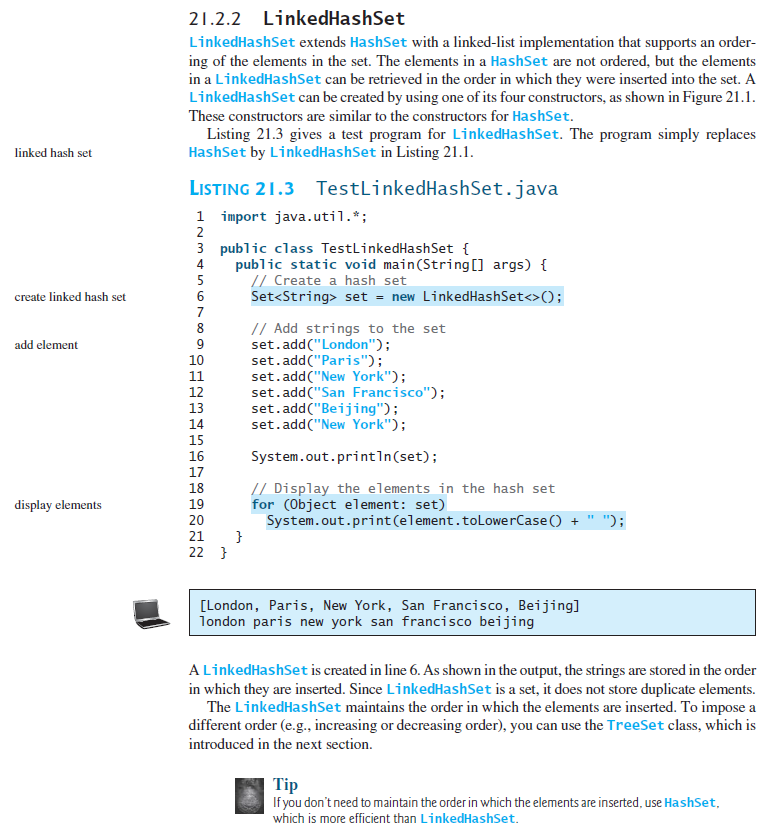 21.2.2 LinkedHashSet
LinkedHashSet extends HashSet with a linked-list implementation that supports an order-
ing of the elements in the set. The elements in a HashSet are not ordered, but the elements
in a LinkedHashSet can be retrieved in the order in which they were inserted into the set. A
LinkedHashSet can be created by using one of its four constructors, as shown in Figure 21.1.
These constructors are similar to the constructors for HashSet.
Listing 21.3 gives a test program for LinkedHashSet. The program simply replaces
linked hash set
HashSet by LinkedHashSet in Listing 21.1.
LISTING 21.3 TestLinkedHashSet.java
1 import java.util.*;
2
3 public class TestLinkedHashSet {
4 public static void main(String[] args) {
5 // Create a hash set
create linked hash set
6 Set<String> set = new LinkedHashSet<>();
7
8 // Add strings to the set
add element
9 set.add("London");
10 set.add("Paris");
11 set.add("New York");
12 set.add("San Francisco");
13 set.add("Beijing");
14 set.add("New York");
15
16 System.out.println(set);
17
18 // Display the elements in the hash set
display elements
19 for (Object element: set)
20 System.out.print(element.toLowerCase() + " ");
21 }
22 }
[London, Paris, New York, San Francisco, Beijing]
london paris new york san francisco beijing
A LinkedHashSet is created in line 6. As shown in the output, the strings are stored in the order
in which they are inserted. Since LinkedHashSet is a set, it does not store duplicate elements.
The LinkedHashSet maintains the order in which the elements are inserted. To impose a
different order (e.g., increasing or decreasing order), you can use the TreeSet class, which is
introduced in the next section.
Tip
If you don't need to maintain the order in which the elements are inserted, use HashSet,
which is more efficient than LinkedHashSet.